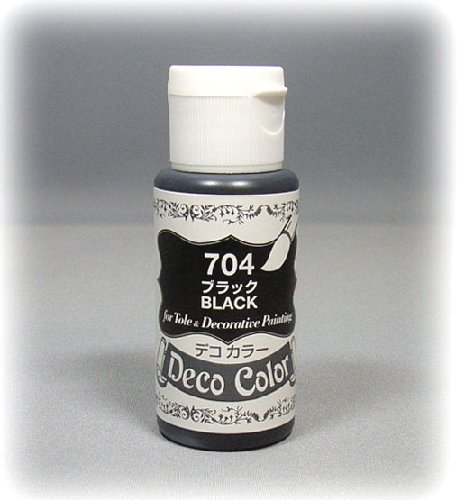 704
ブラック
BLACK
for Tole & Decorative Painting
デコカラー
Deco Color